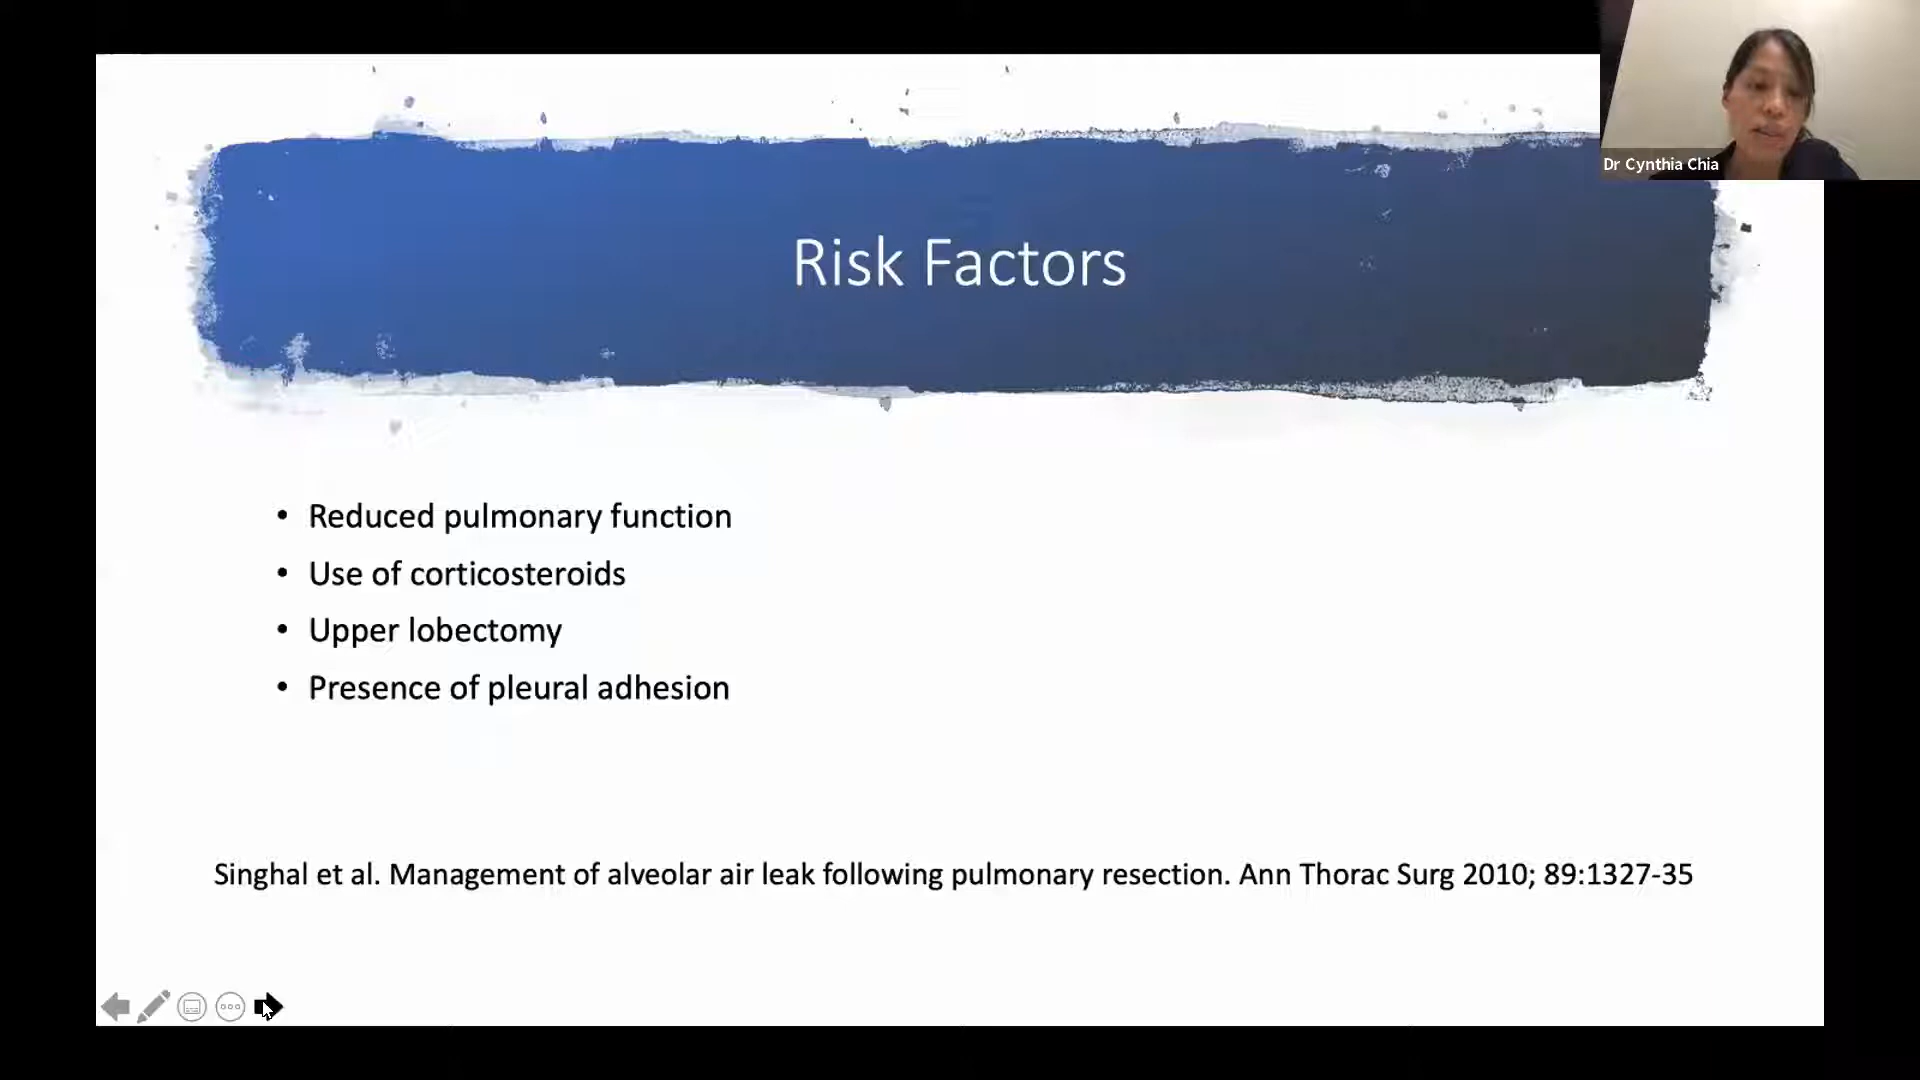 Dr Cynthia Chia
Risk Factors
• Reduced pulmonary function
• Use of corticosteroids
• Upper lobectomy
• Presence of pleural adhesion
Singhal et al. Management of alveolar air leak following pulmonary resection. Ann Thorac Surg 2010; 89:1327-35